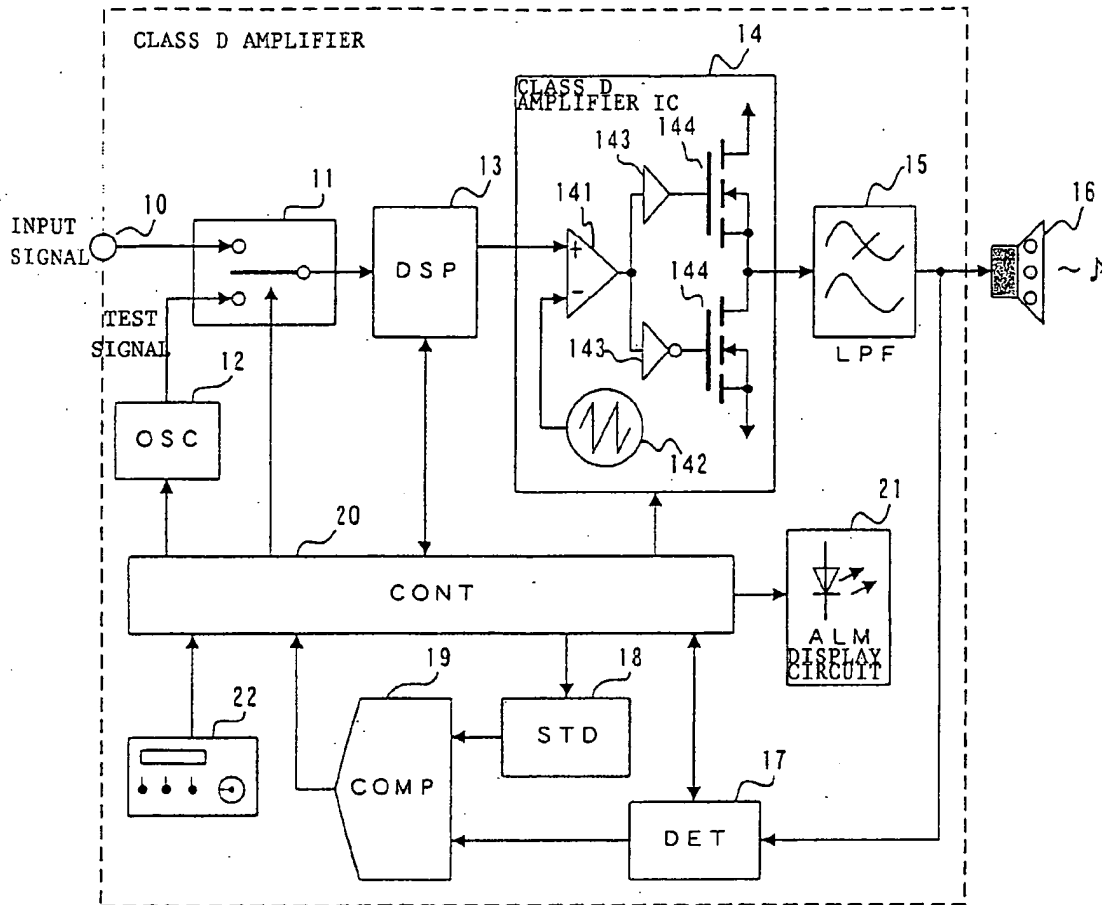 CLASS D AMPLIFIER
14
CLASS D
AMPLIFIER IC
144
143
13
141
15
16
10
11
INPUT
SIGNAL
DSP
+
−
144
TEST
SIGNAL
143
LPF
12
OSC
142
20
21
CONT
ALM
DISPLAY
CIRCUIT
19
18
22
STD
COMP
17
DET